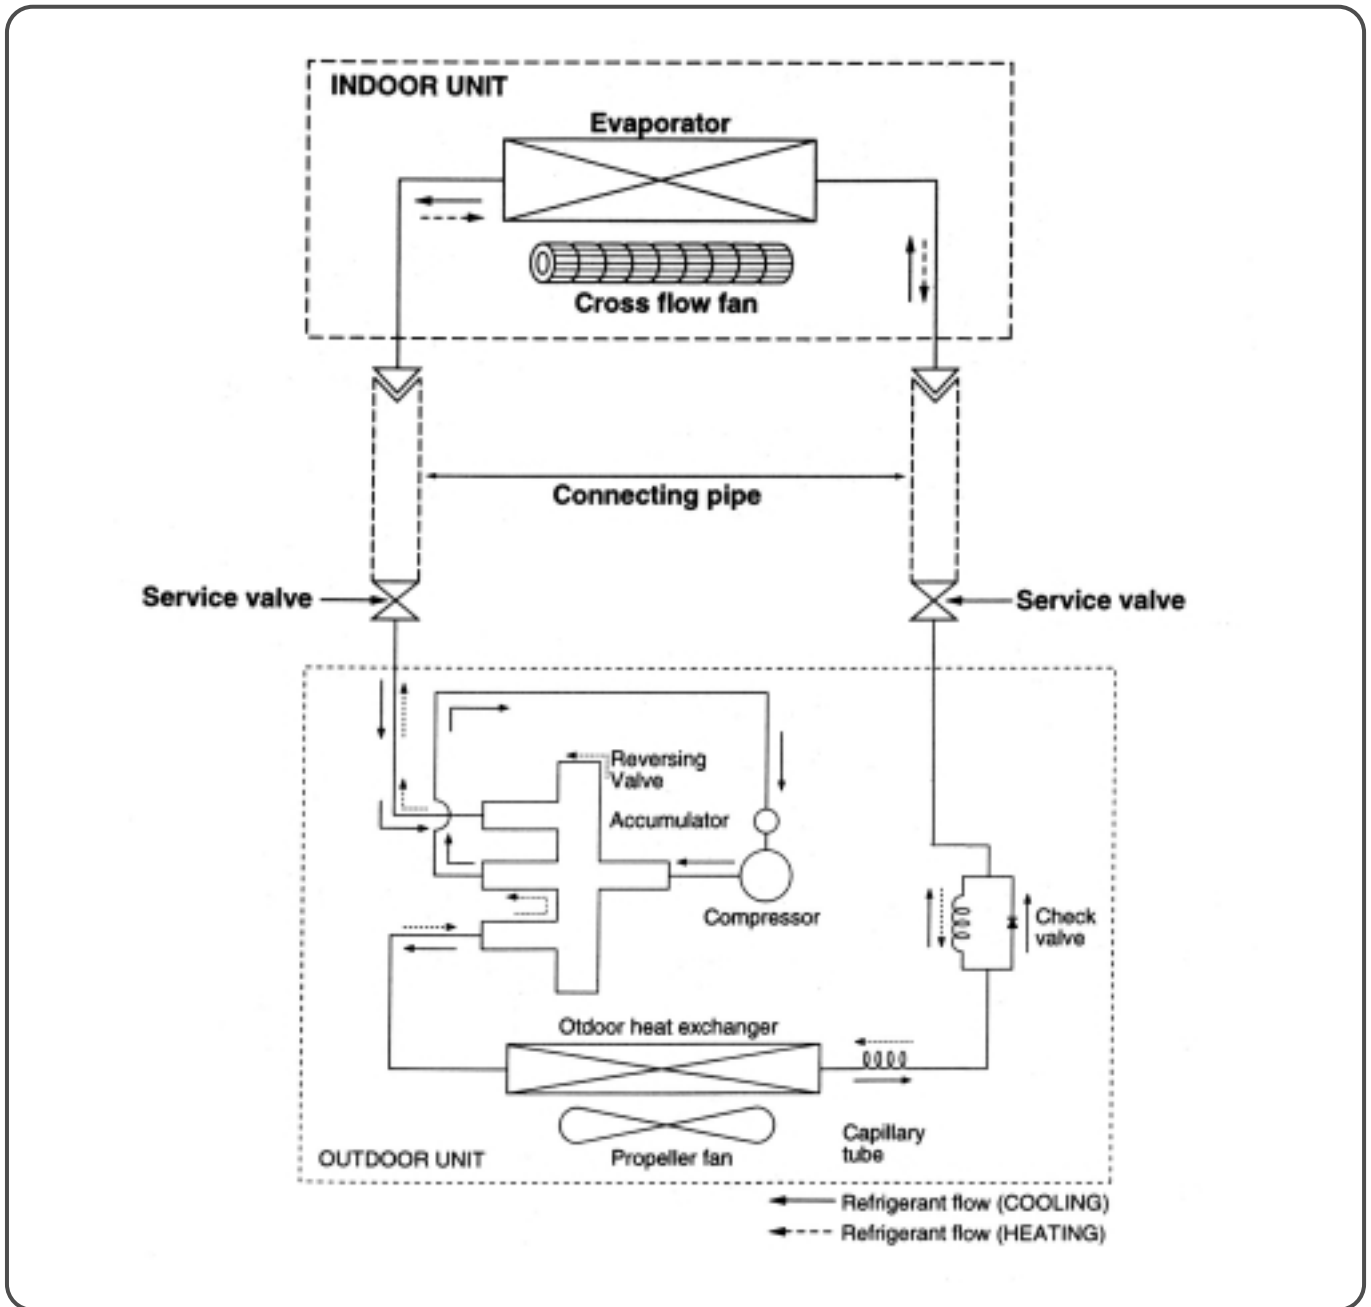 INDOOR UNIT
Evaporator
Cross flow fan
Connecting pipe
Service valve
Service valve
Reversing
Valve
Accumulator
Compressor
Check
valve
Otdoor heat exchanger
Capillary
tube
OUTDOOR UNIT
Propeller fan
Refrigerant flow (COOLING)
Refrigerant flow (HEATING)